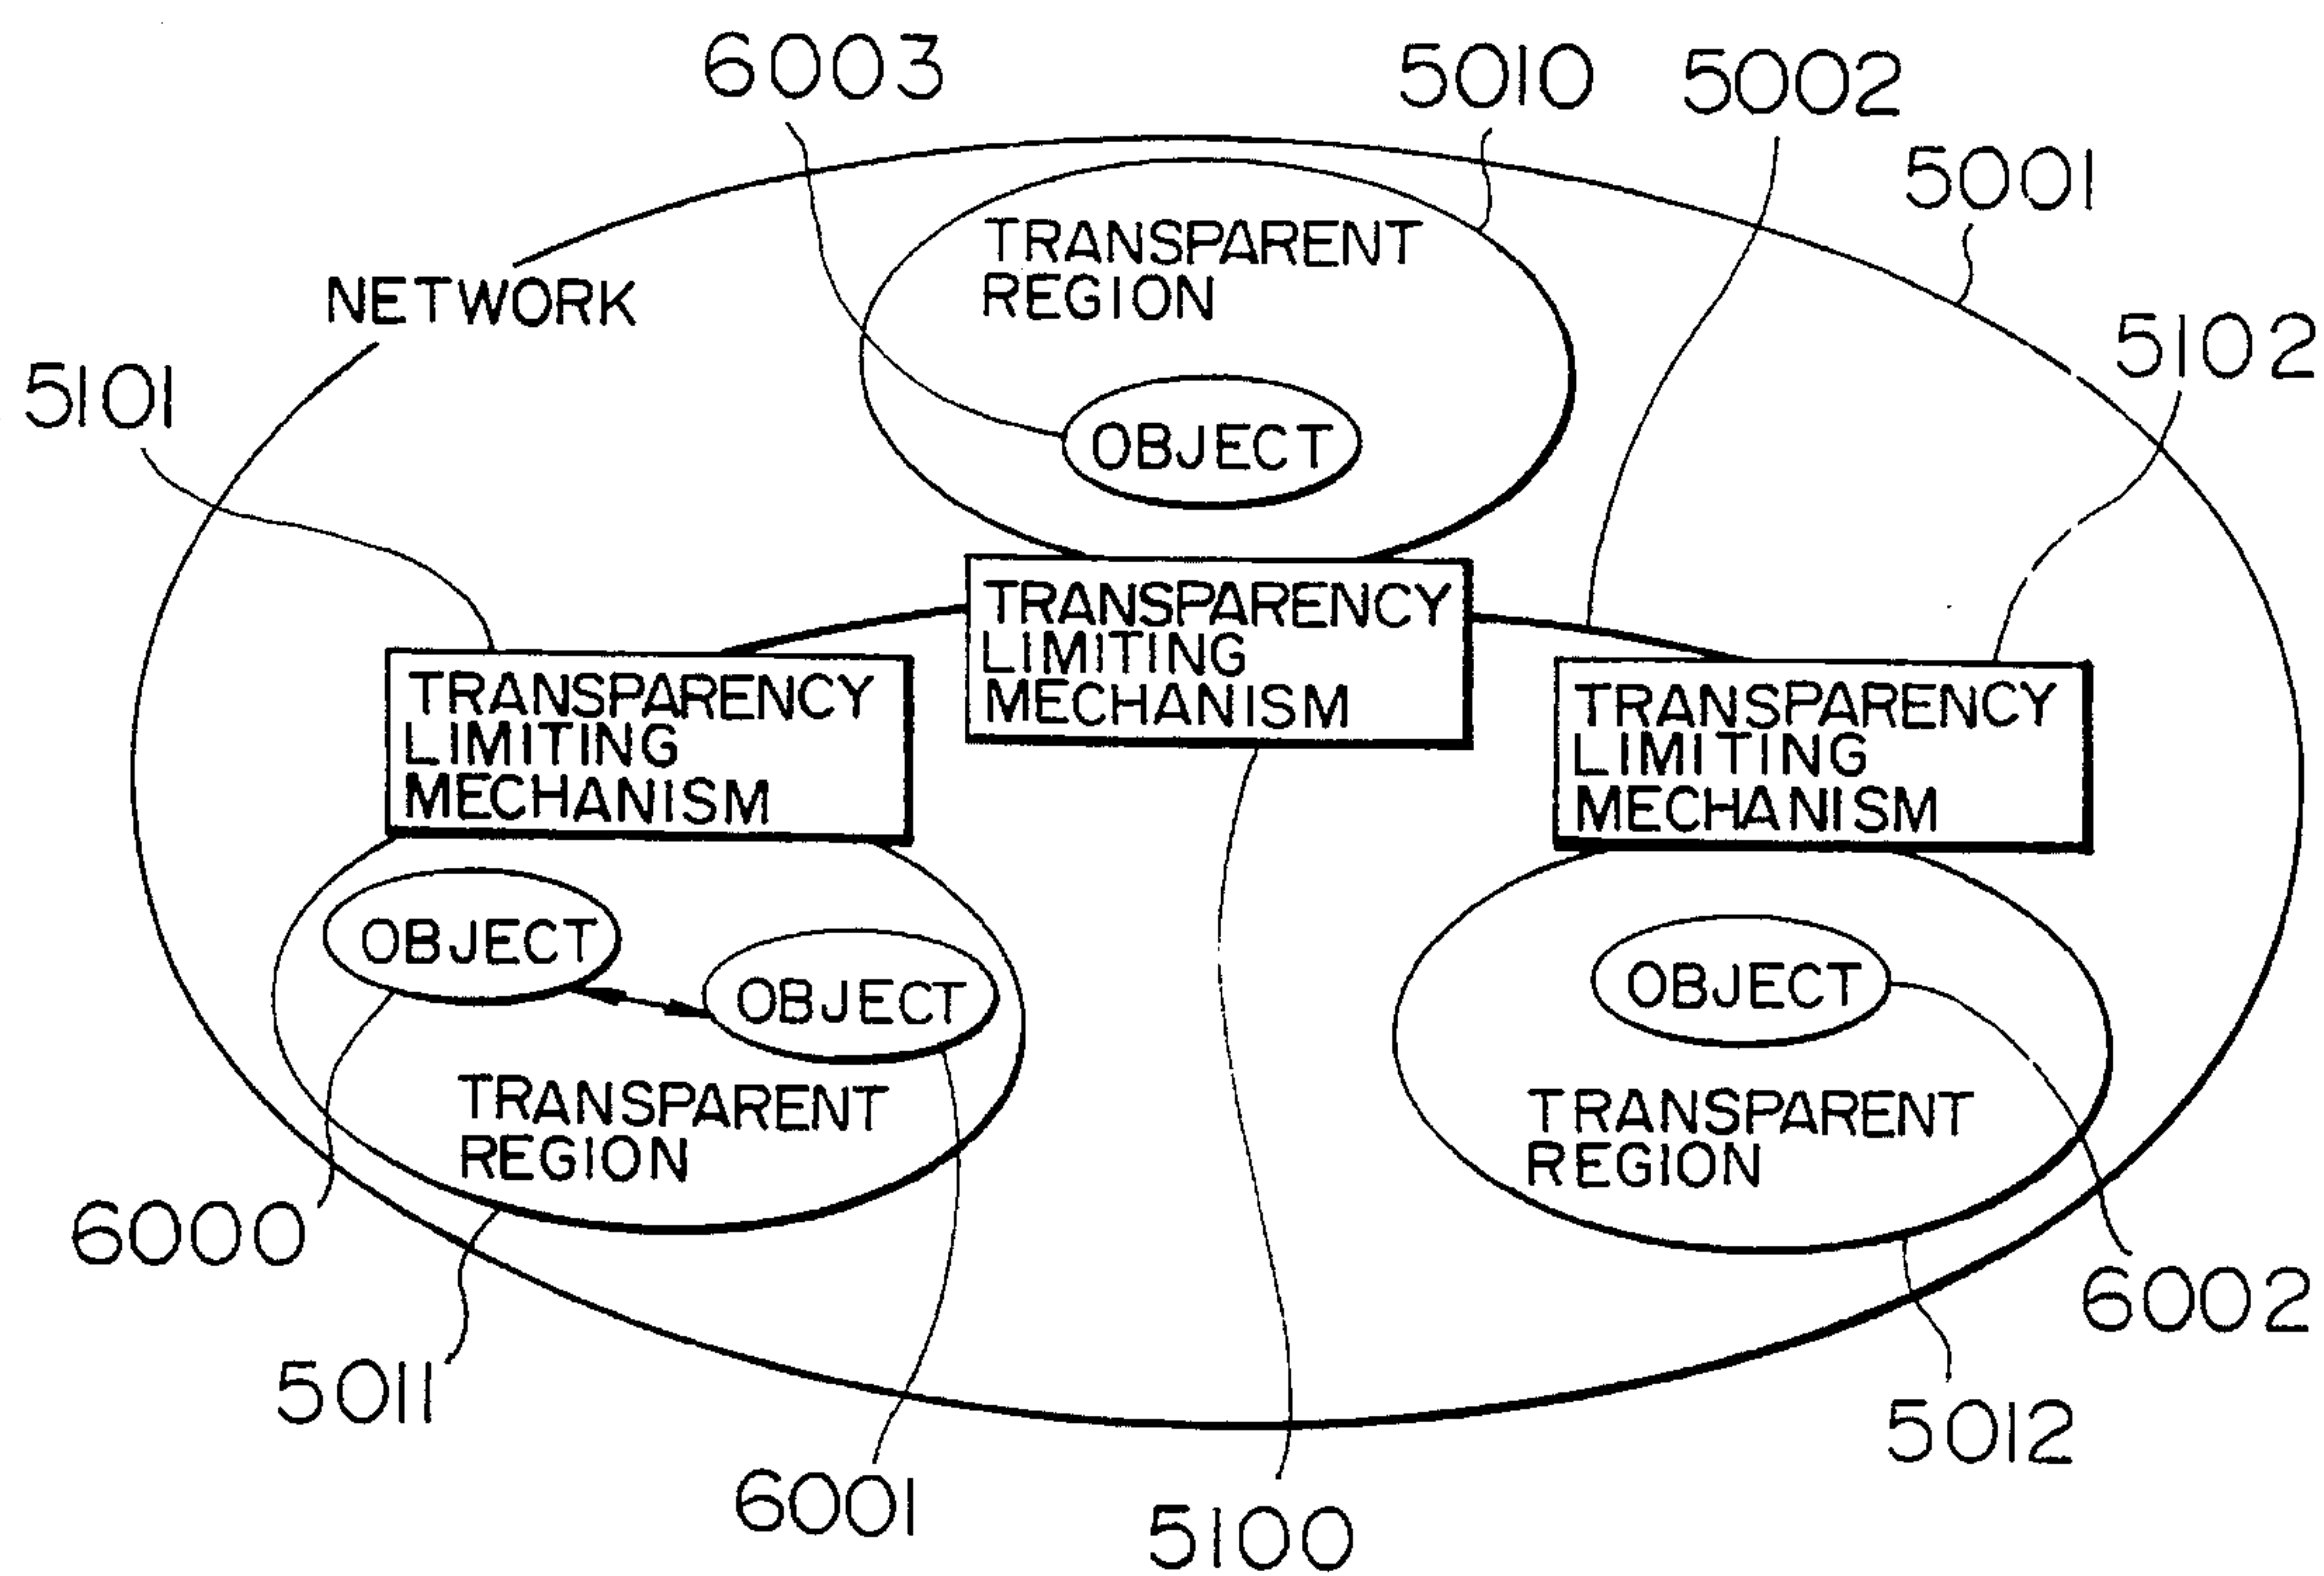 6003
5010
5002
5001
TRANSPARENT
REGION
NETWORK
5102
5101
OBJECT
TRANSPARENCY
LIMITING
MECHANISM
TRANSPARENCY
LIMITING
MECHANISM
TRANSPARENCY
LIMITING
MECHANISM
OBJECT
OBJECT
TRANSPARENT
REGION
OBJECT
TRANSPARENT
REGION
6000
6002
5011
5012
6001
5100